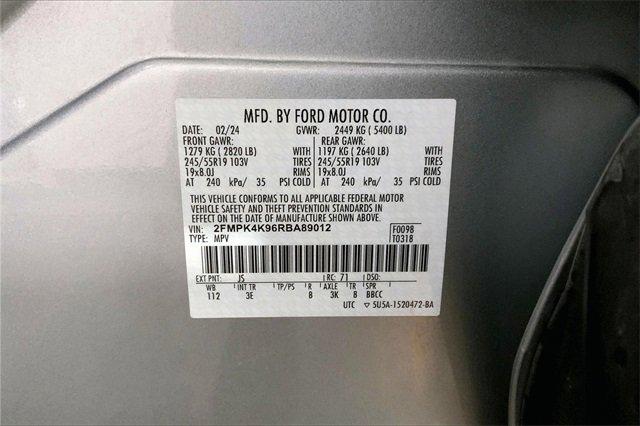 MFD. BY FORD MOTOR CO.
DATE: 02/24 GVWR: 2449 KG ( 5400 LB)
FRONT GAWR: REAR GAWR:
1279 KG ( 2820 LB) WITH 1197 KG ( 2640 LB) WITH
245/55R19 103V TIRES 245/55R19 103V TIRES
19x8.0J RIMS 19x8.0J RIMS
AT 240 kPa/ 35 PSI COLD AT 240 kPa/ 35 PSI COLD
THIS VEHICLE CONFORMS TO ALL APPLICABLE FEDERAL MOTOR
VEHICLE SAFETY AND THEFT PREVENTION STANDARDS IN
EFFECT ON THE DATE OF MANUFACTURE SHOWN ABOVE.
VIN: 2FMPK4K96RBA89012 F0098
TYPE: MPV T0318
EXT PNT: JS RC: 71 DSO:
WB INT TR TP/PS R AXLE TR SPR
112 3E 8 3K 8 BBCC
UTC ▽ 5U5A-1520472-BA